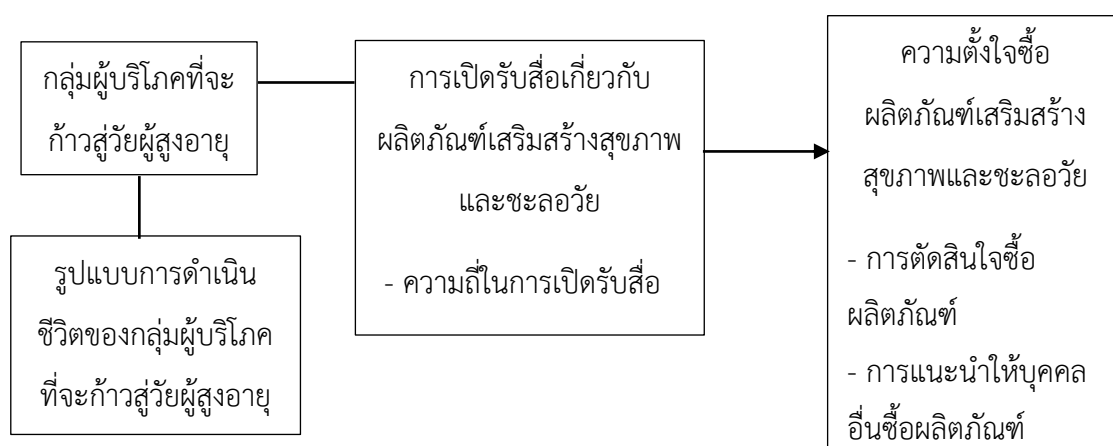 กลุ่มผู้บริโภคที่จะ
ก้าวสู่วัยผู้สูงอายุ
รูปแบบการดำเนิน
ชีวิตของกลุ่มผู้บริโภค
ที่จะก้าวสู่วัยผู้สูงอายุ
การเปิดรับสื่อเกี่ยวกับ
ผลิตภัณฑ์เสริมสร้างสุขภาพ
และชะลอวัย
- ความถี่ในการเปิดรับสื่อ
ความตั้งใจซื้อ
ผลิตภัณฑ์เสริมสร้าง
สุขภาพและชะลอวัย
- การตัดสินใจซื้อ
ผลิตภัณฑ์
- การแนะนำให้บุคคล
อื่นซื้อผลิตภัณฑ์